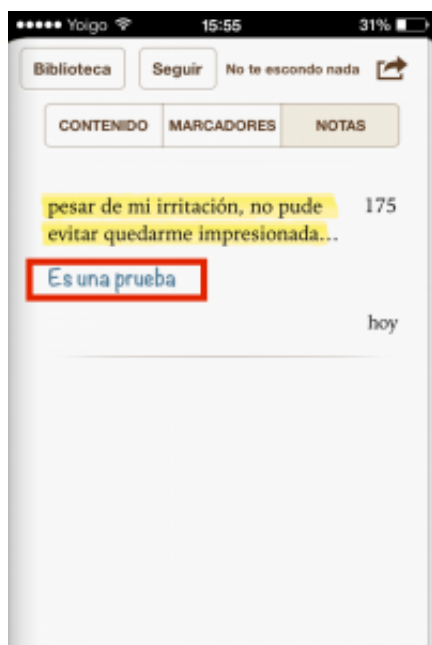 Yoigo 15:55 31%
Biblioteca Seguir No te escondo nada
CONTENIDO MARCADORES NOTAS
pesar de mi irritación, no pude 175
evitar quedarme impresionada...
Es una prueba
hoy